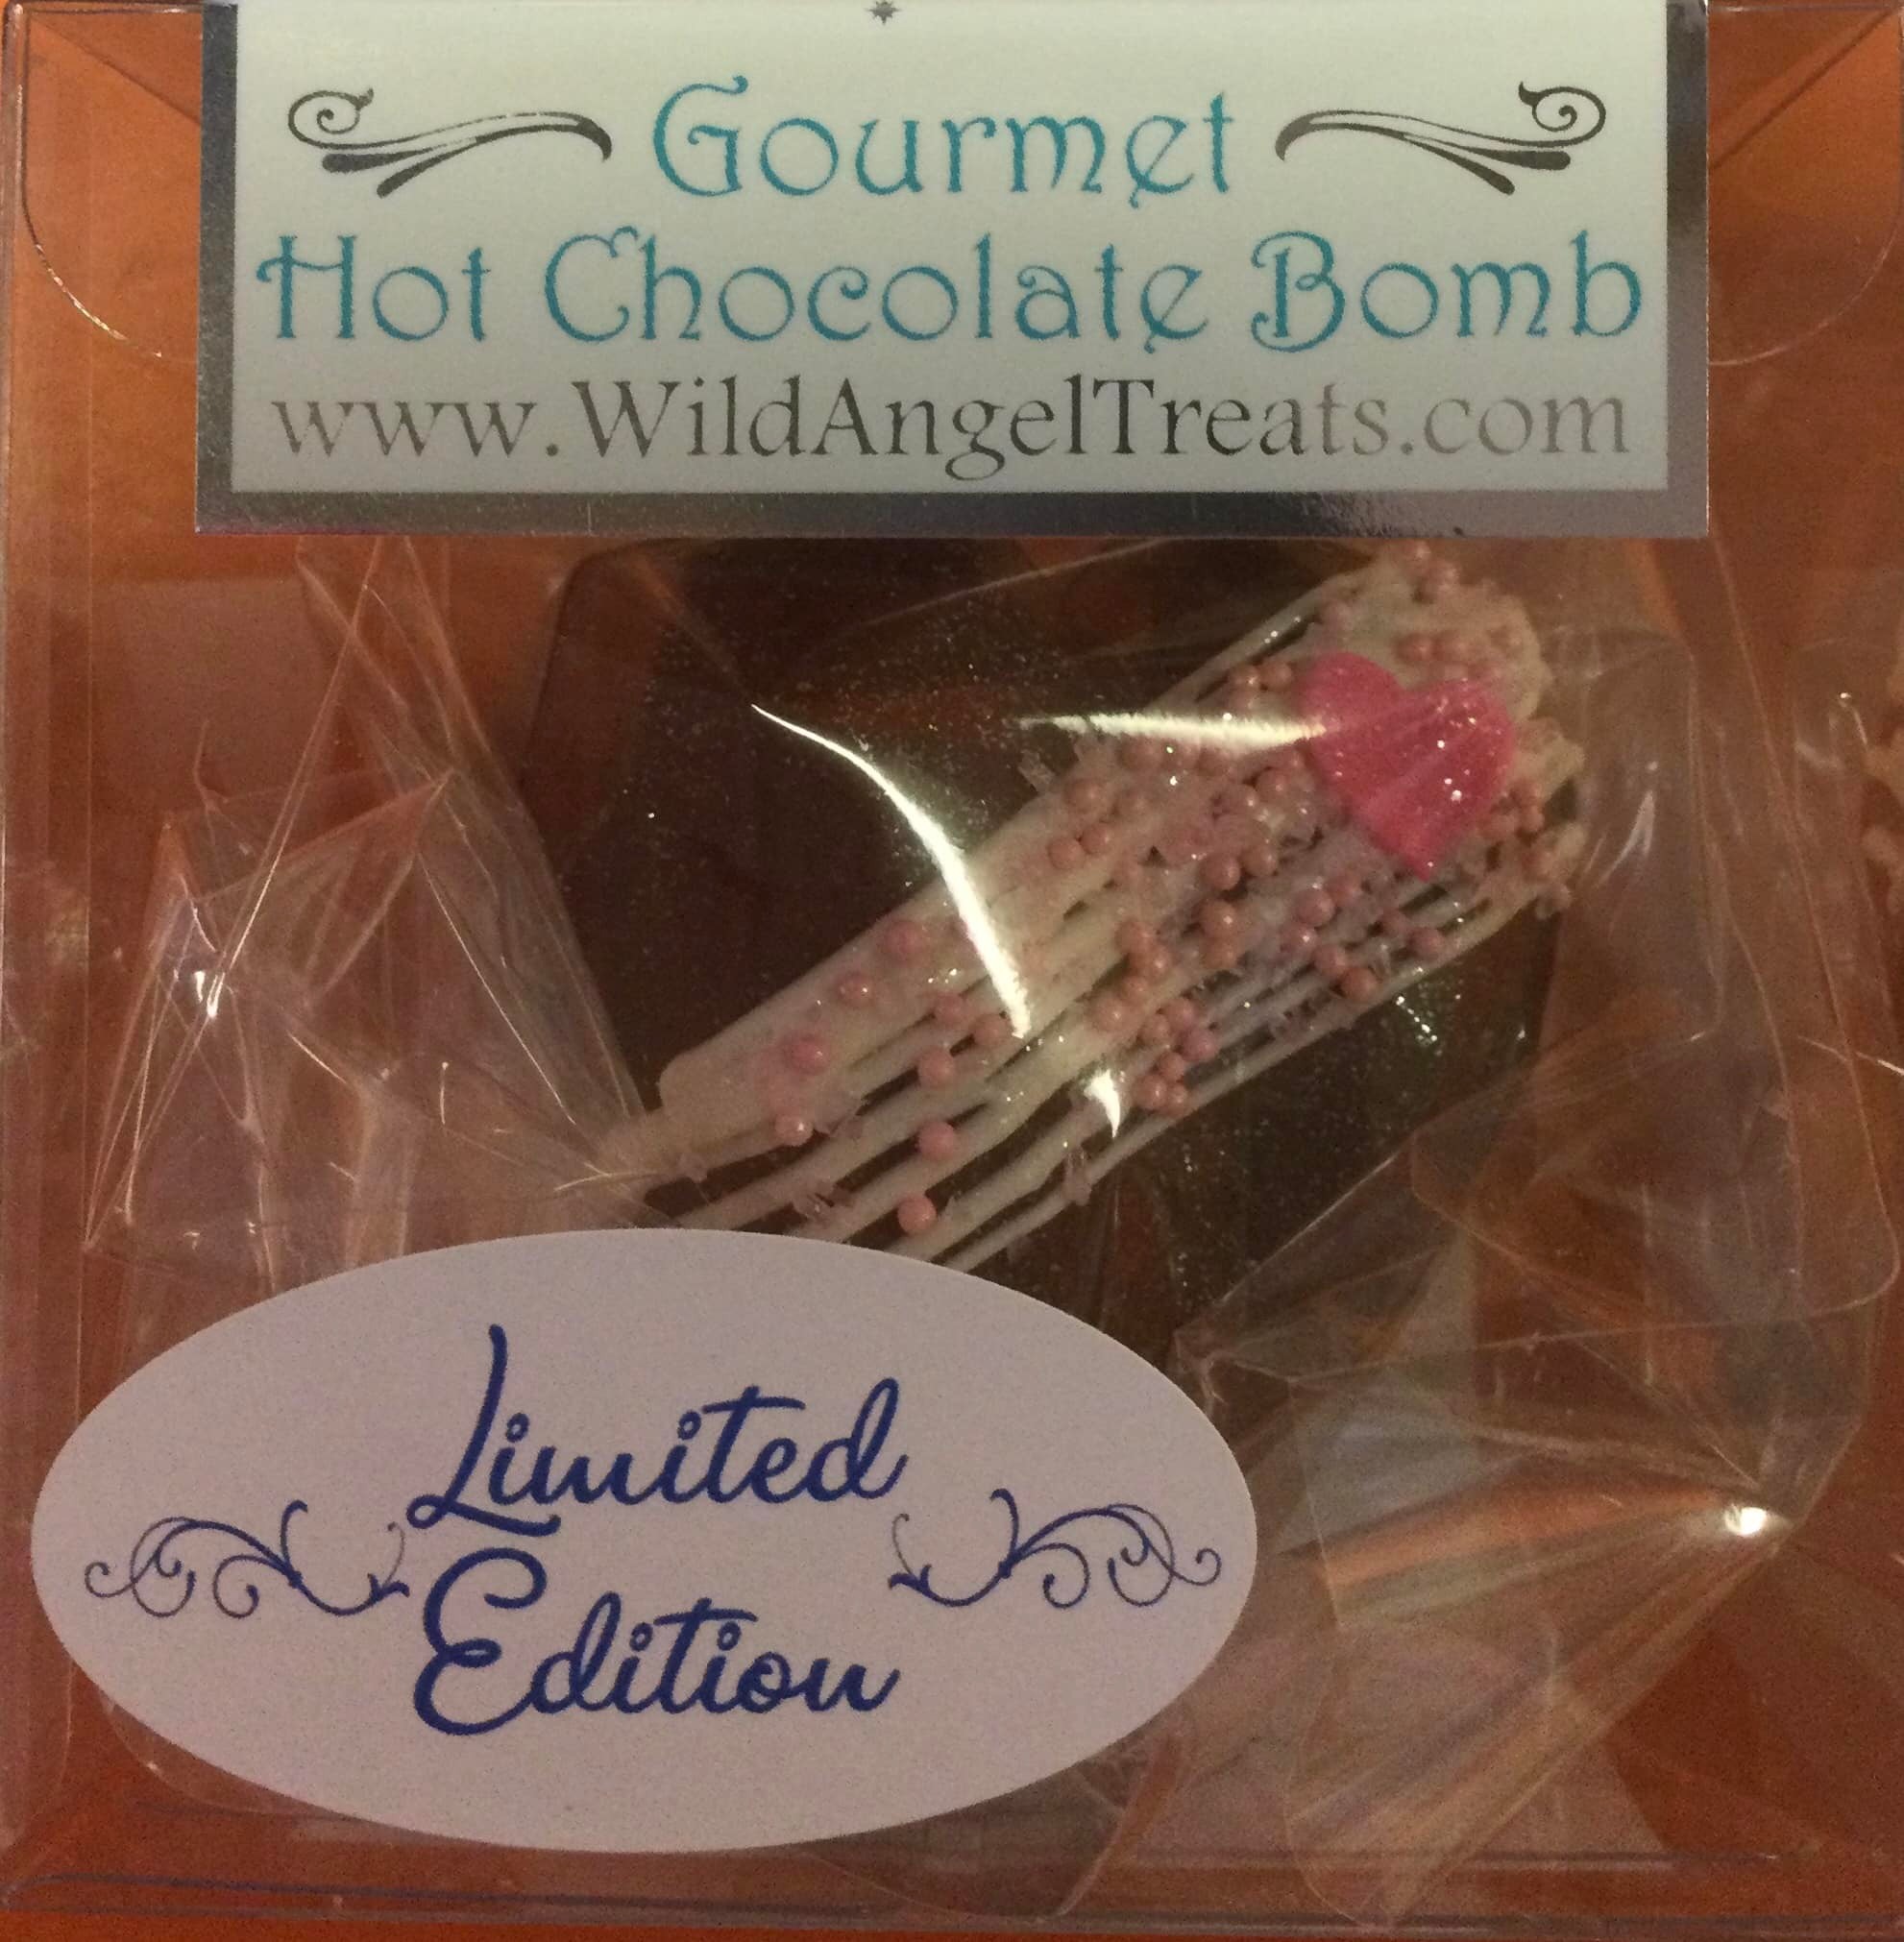 Gourmet
Hot Chocolate Bomb
www.WildAngelTreats.com
Limited
Edition